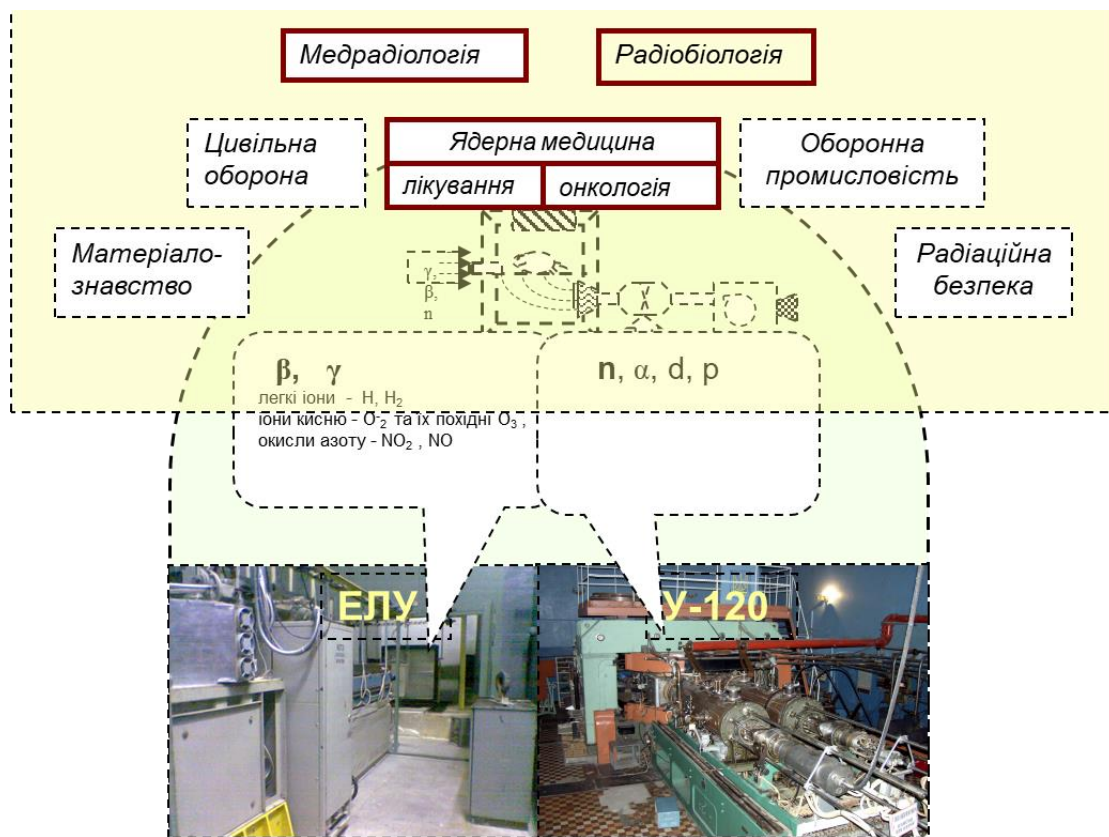 Медрадіологія
Радіобіологія
Цивільна
оборона
Ядерна медицина
лікування
онкологія
Оборонна
промисловість
Матеріало-
знавство
Радіаційна
безпека
γ,
β,
n
β, γ
легкі іони - H, H₂
іони кисню - O⁻₂ та їх похідні O₃ ,
окисли азоту - NO₂ , NO
n, α, d, p
ЕЛУ
У-120